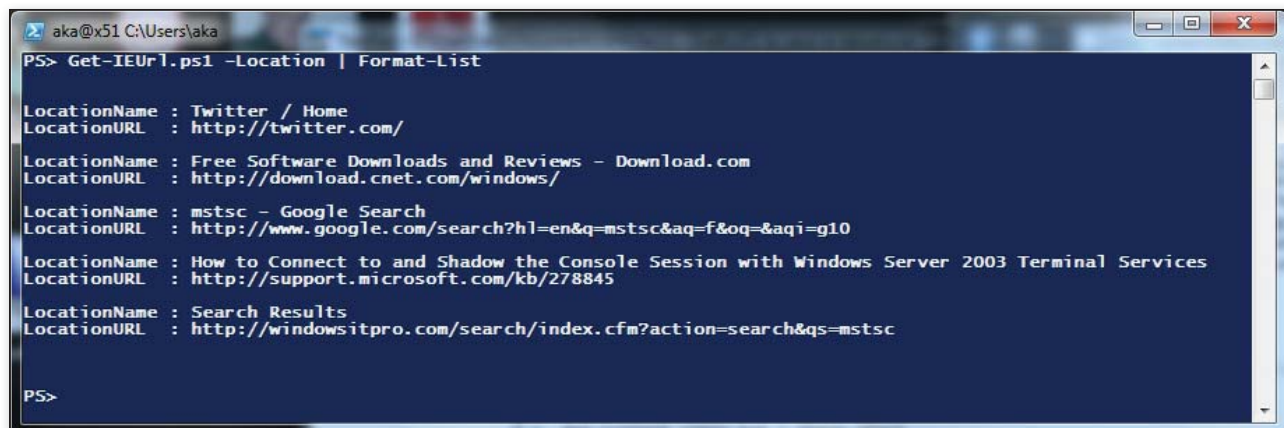 aka@x51 C:\Users\aka
PS> Get-IEUrl.ps1 -Location | Format-List
LocationName : Twitter / Home
LocationURL  : http://twitter.com/
LocationName : Free Software Downloads and Reviews - Download.com
LocationURL  : http://download.cnet.com/windows/
LocationName : mstsc - Google Search
LocationURL  : http://www.google.com/search?hl=en&q=mstsc&aq=f&oq=&aqi=g10
LocationName : How to Connect to and Shadow the Console Session with Windows Server 2003 Terminal Services
LocationURL  : http://support.microsoft.com/kb/278845
LocationName : Search Results
LocationURL  : http://windowsitpro.com/search/index.cfm?action=search&qs=mstsc
PS>